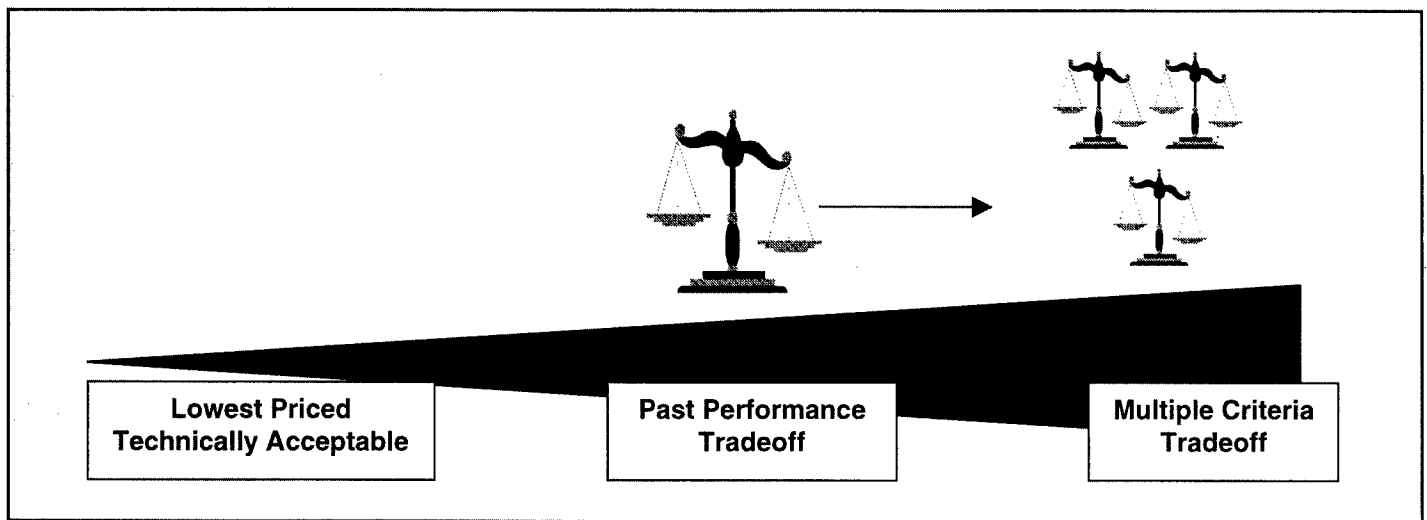 Lowest Priced
Technically Acceptable
Past Performance
Tradeoff
Multiple Criteria
Tradeoff